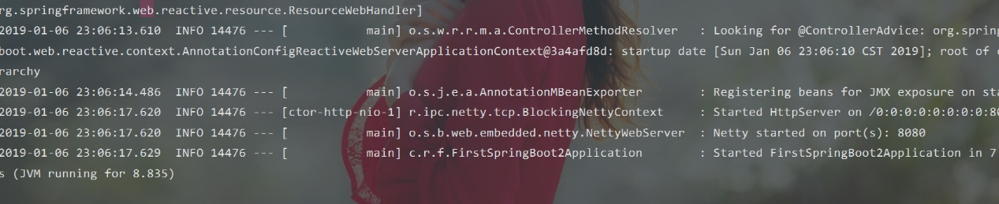 rg.springframework.web.reactive.resource.ResourceWebHandler]
2019-01-06 23:06:13.610  INFO 14476 --- [           main] o.s.w.r.r.m.a.ControllerMethodResolver   : Looking for @ControllerAdvice: org.spring
boot.web.reactive.context.AnnotationConfigReactiveWebServerApplicationContext@3a4afd8d: startup date [Sun Jan 06 23:06:10 CST 2019]; root of
rarchy
2019-01-06 23:06:14.486  INFO 14476 --- [           main] o.s.j.e.a.AnnotationMBeanExporter        : Registering beans for JMX exposure on sta
2019-01-06 23:06:17.620  INFO 14476 --- [ctor-http-nio-1] r.ipc.netty.tcp.BlockingNettyContext     : Started HttpServer on /0:0:0:0:0:0:0:0:80
2019-01-06 23:06:17.620  INFO 14476 --- [           main] o.s.b.web.embedded.netty.NettyWebServer  : Netty started on port(s): 8080
2019-01-06 23:06:17.629  INFO 14476 --- [           main] c.r.f.FirstSpringBoot2Application        : Started FirstSpringBoot2Application in 7
s (JVM running for 8.835)